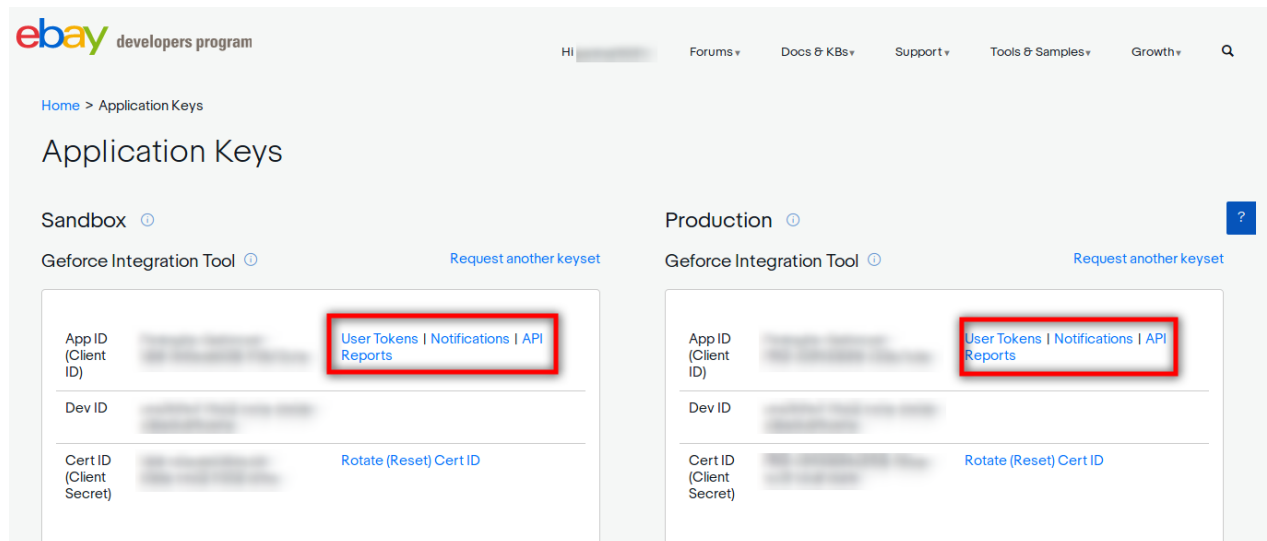 ebay developers program
Hi
Forums
Docs & KBs
Support
Tools & Samples
Growth
Home > Application Keys
Application Keys
Sandbox
Geforce Integration Tool
Request another keyset
App ID
(Client
ID)
User Tokens | Notifications | API
Reports
Dev ID
Cert ID
(Client
Secret)
Rotate (Reset) Cert ID
Production
?
Geforce Integration Tool
Request another keyset
App ID
(Client
ID)
User Tokens | Notifications | API
Reports
Dev ID
Cert ID
(Client
Secret)
Rotate (Reset) Cert ID